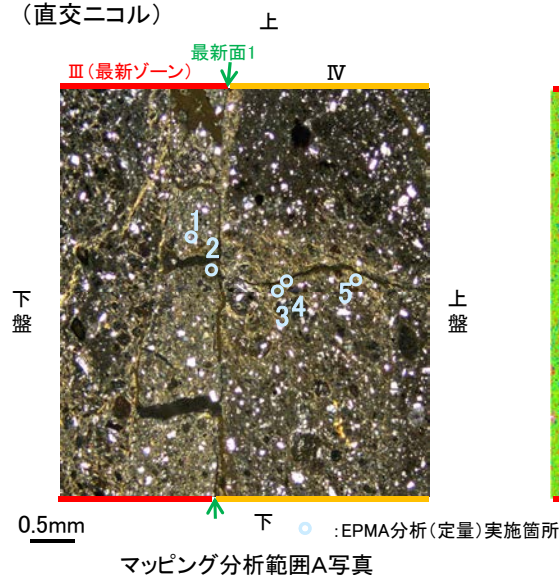 (直交ニコル)
上
最新面1
Ⅲ(最新ゾーン)
Ⅳ
1
2
3
4
5
下盤
上盤
0.5mm
下
:EPMA分析(定量)実施箇所
マッピング分析範囲A写真